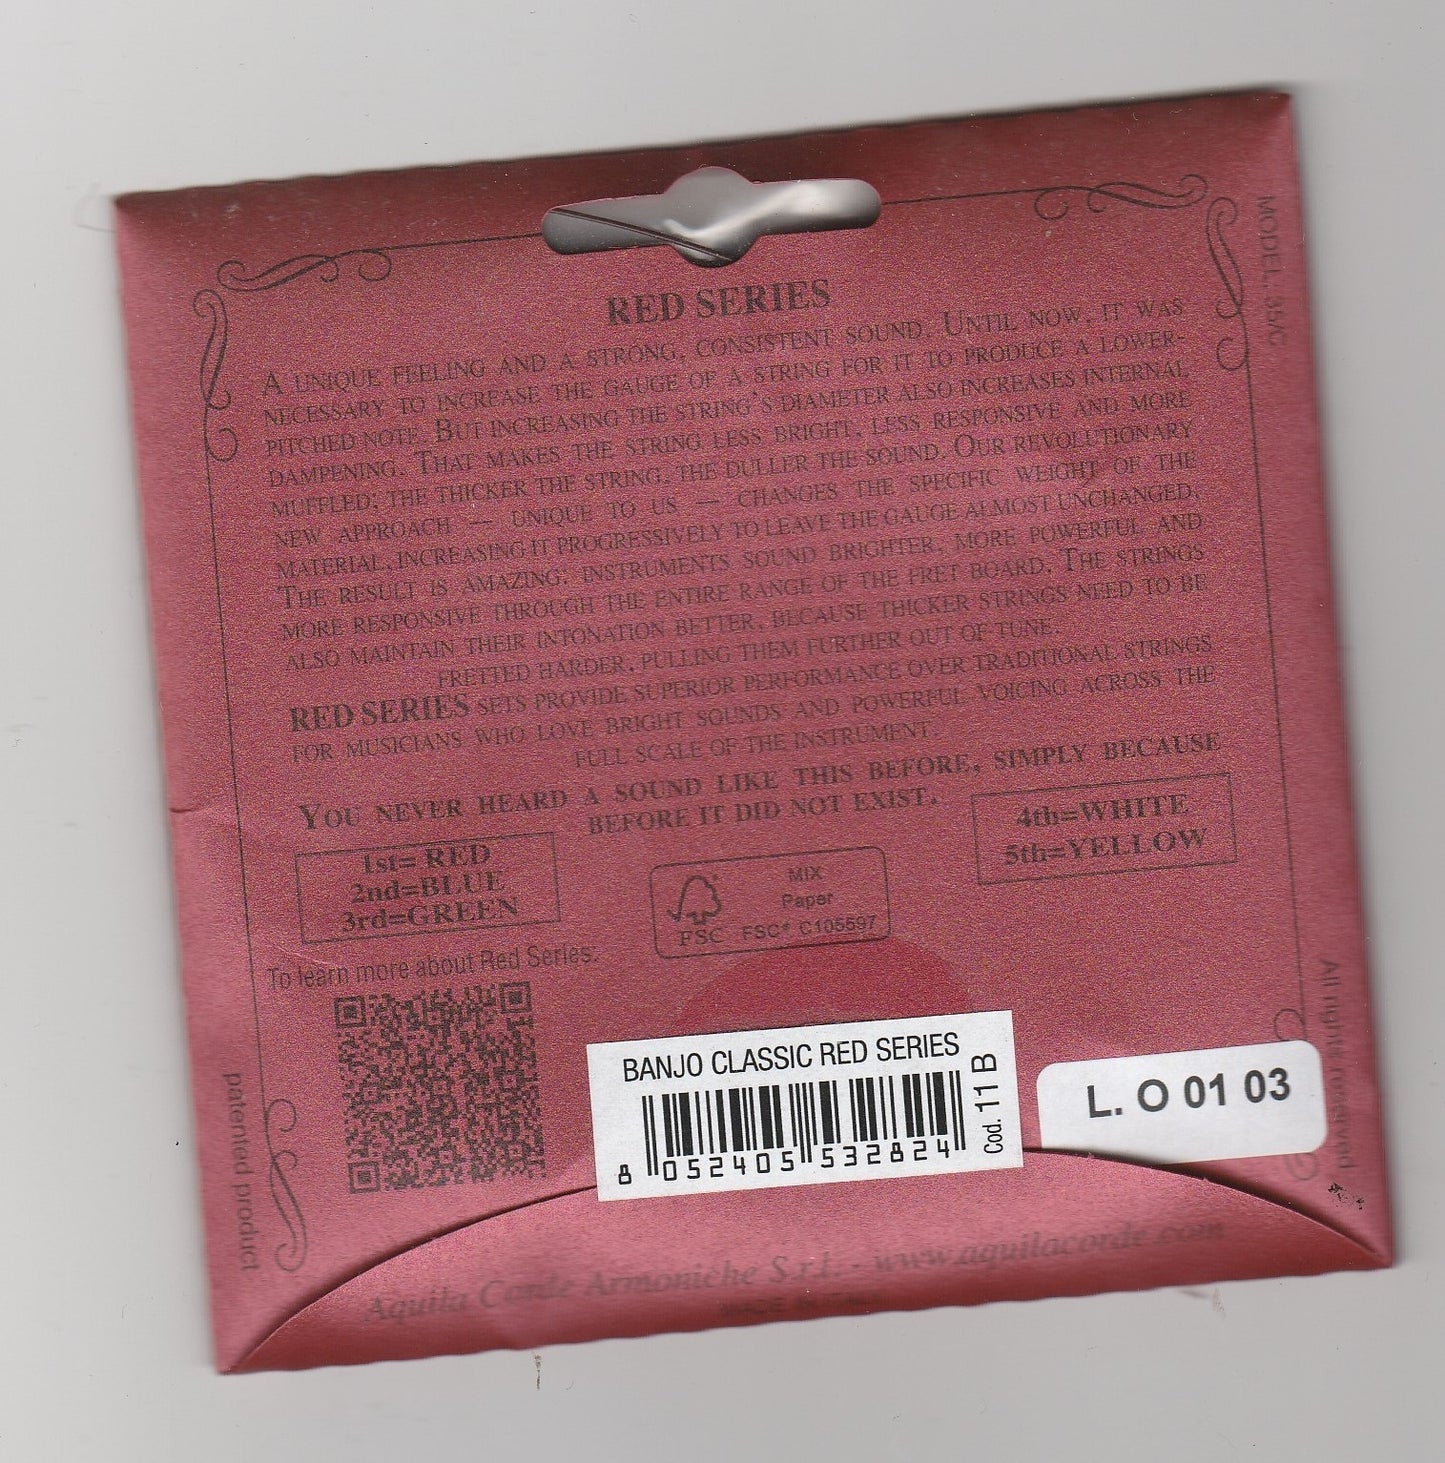 RED SERIES
A UNIQUE FEELING AND A STRONG, CONSISTENT SOUND. UNTIL NOW, IT WAS
NECESSARY TO INCREASE THE GAUGE OF A STRING FOR IT TO PRODUCE A LOWER-
PITCHED NOTE. BUT INCREASING THE STRING'S DIAMETER ALSO INCREASES INTERNAL
DAMPENING. THAT MAKES THE STRING LESS BRIGHT, LESS RESPONSIVE AND MORE
MUFFLED; THE THICKER THE STRING, THE DULLER THE SOUND. OUR REVOLUTIONARY
NEW APPROACH — UNIQUE TO US — CHANGES THE SPECIFIC WEIGHT OF THE
MATERIAL, INCREASING IT PROGRESSIVELY TO LEAVE THE GAUGE ALMOST UNCHANGED.
THE RESULT IS AMAZING: INSTRUMENTS SOUND BRIGHTER, MORE POWERFUL AND
MORE RESPONSIVE THROUGH THE ENTIRE RANGE OF THE FRET BOARD. THE STRINGS
ALSO MAINTAIN THEIR INTONATION BETTER, BECAUSE THICKER STRINGS NEED TO BE
FRETTED HARDER, PULLING THEM FURTHER OUT OF TUNE.
RED SERIES SETS PROVIDE SUPERIOR PERFORMANCE OVER TRADITIONAL STRINGS
FOR MUSICIANS WHO LOVE BRIGHT SOUNDS AND POWERFUL VOICING ACROSS THE
FULL SCALE OF THE INSTRUMENT.
YOU NEVER HEARD A SOUND LIKE THIS BEFORE, SIMPLY BECAUSE
BEFORE IT DID NOT EXIST.
1st= RED
2nd=BLUE
3rd=GREEN
4th=WHITE
5th=YELLOW
FSC
MIX
Paper
FSC® C105597
To learn more about Red Series:
BANJO CLASSIC RED SERIES
8 052405 532824
Cod. 11B
L. O 01 03
Aquila Corde Armoniche S.r.l. - www.aquilacorde.com
MODEL: 35/C
All rights reserved
patented product